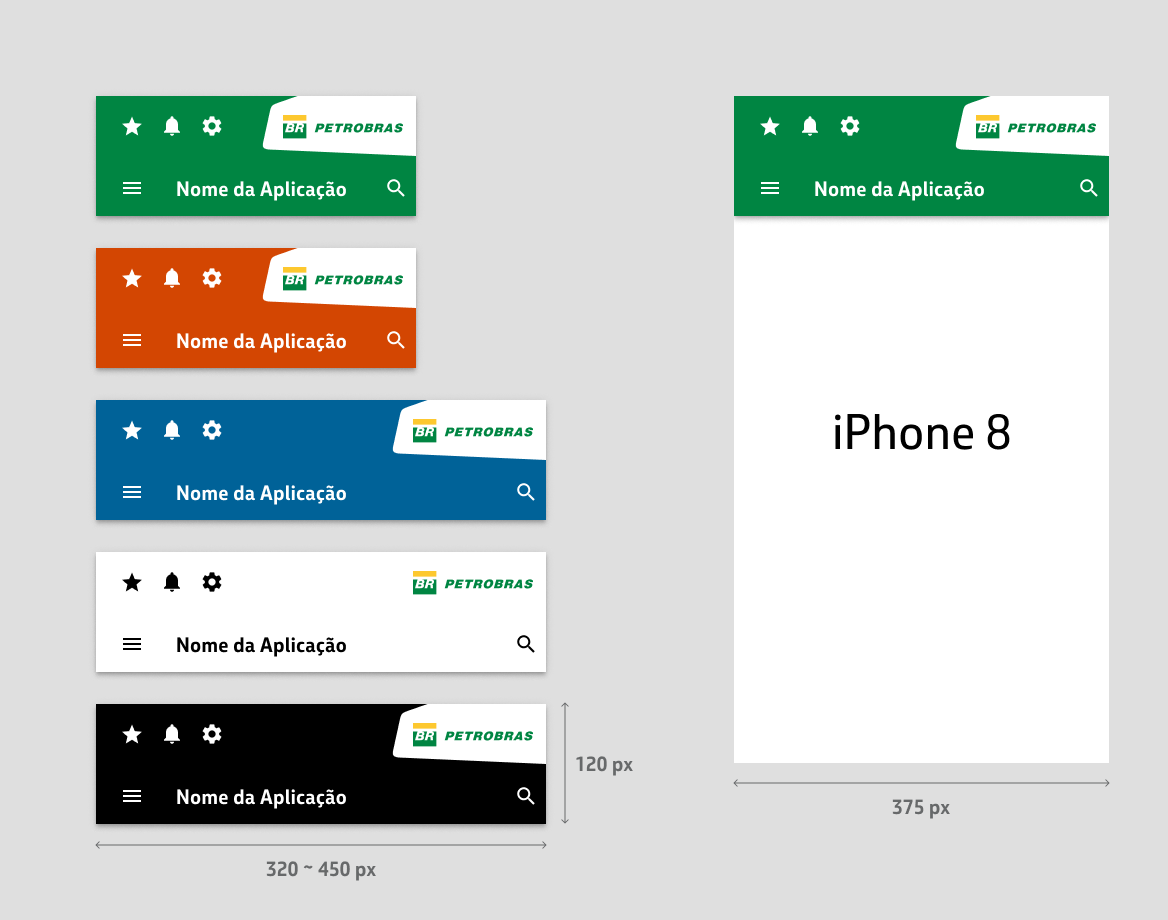 BR PETROBRAS
Nome da Aplicação
BR PETROBRAS
Nome da Aplicação
BR PETROBRAS
Nome da Aplicação
BR PETROBRAS
Nome da Aplicação
BR PETROBRAS
Nome da Aplicação
120 px
320 ~ 450 px
BR PETROBRAS
Nome da Aplicação
iPhone 8
375 px